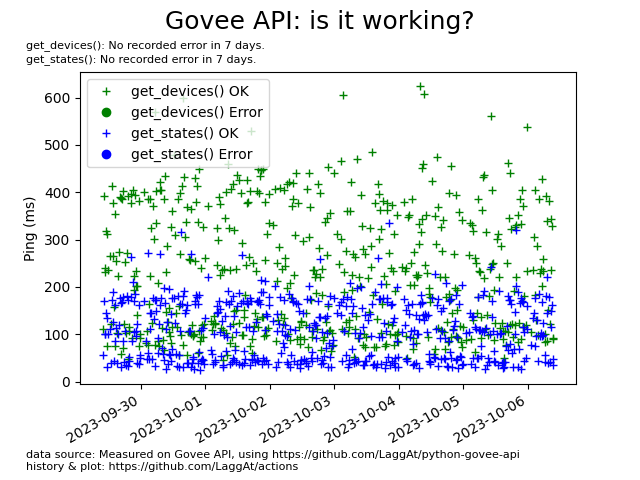 Govee API: is it working?
get_devices(): No recorded error in 7 days.
get_states(): No recorded error in 7 days.
get_devices() OK
get_devices() Error
get_states() OK
get_states() Error
Ping (ms)
600
500
400
300
200
100
0
2023-09-30
2023-10-01
2023-10-02
2023-10-03
2023-10-04
2023-10-05
2023-10-06
data source: Measured on Govee API, using https://github.com/LaggAt/python-govee-api
history & plot: https://github.com/LaggAt/actions